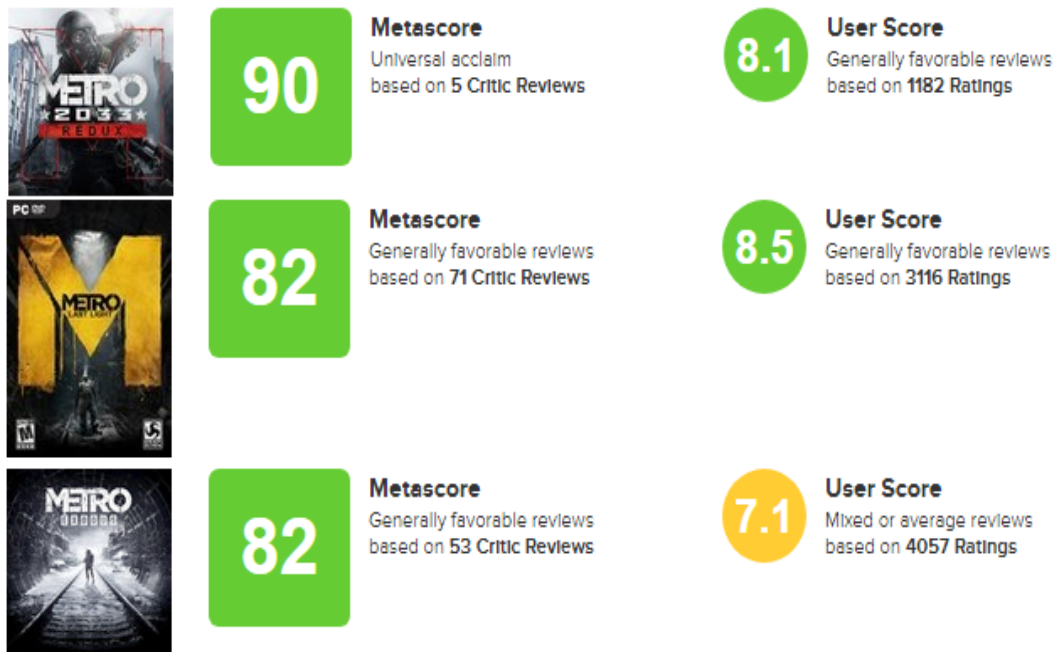 METRO
2033
REDUX
90
Metascore
Universal acclaim
based on 5 Critic Reviews
8.1
User Score
Generally favorable reviews
based on 1182 Ratings
PC DVD
METRO
LAST LIGHT
M
82
Metascore
Generally favorable reviews
based on 71 Critic Reviews
8.5
User Score
Generally favorable reviews
based on 3116 Ratings
METRO
EXODUS
82
Metascore
Generally favorable reviews
based on 53 Critic Reviews
7.1
User Score
Mixed or average reviews
based on 4057 Ratings